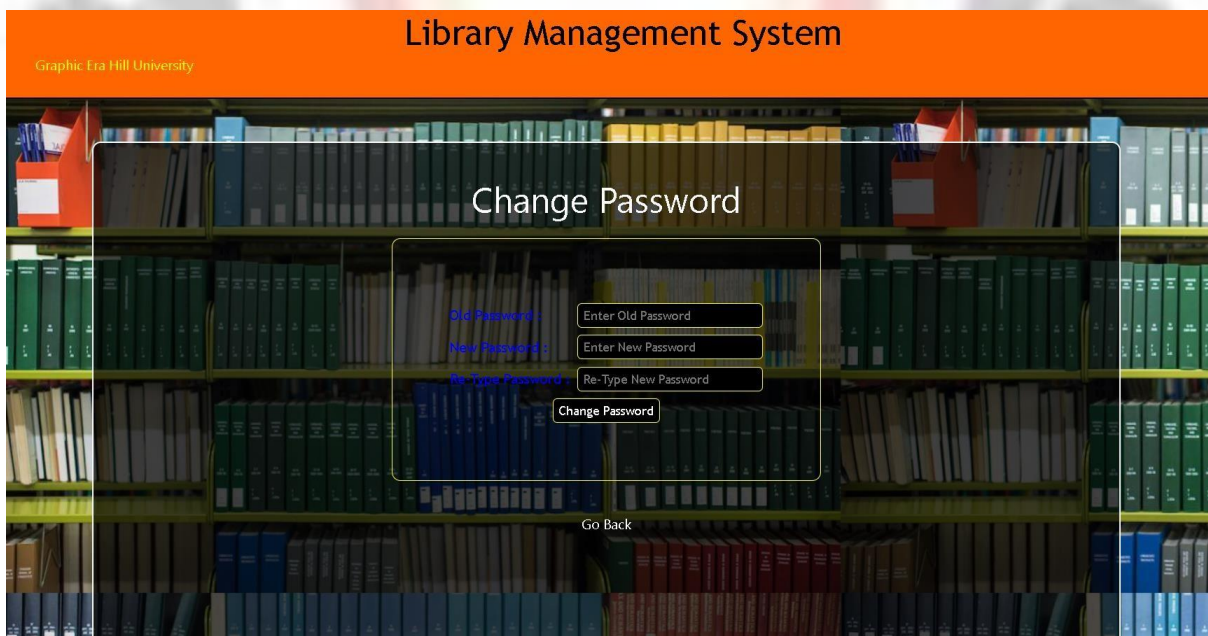 Library Management System
Graphic Era Hill University
Change Password
Old Password :
Enter Old Password
New Password :
Enter New Password
Re-Type Password :
Re-Type New Password
Change Password
Go Back